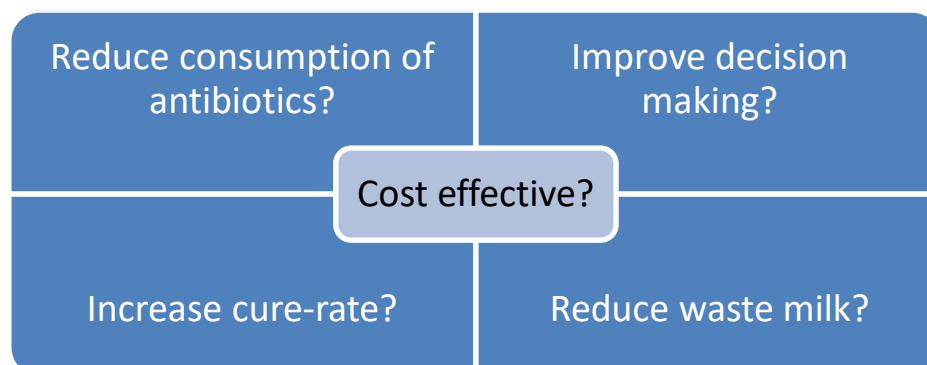 Reduce consumption of
antibiotics?
Improve decision
making?
Cost effective?
Increase cure-rate?
Reduce waste milk?